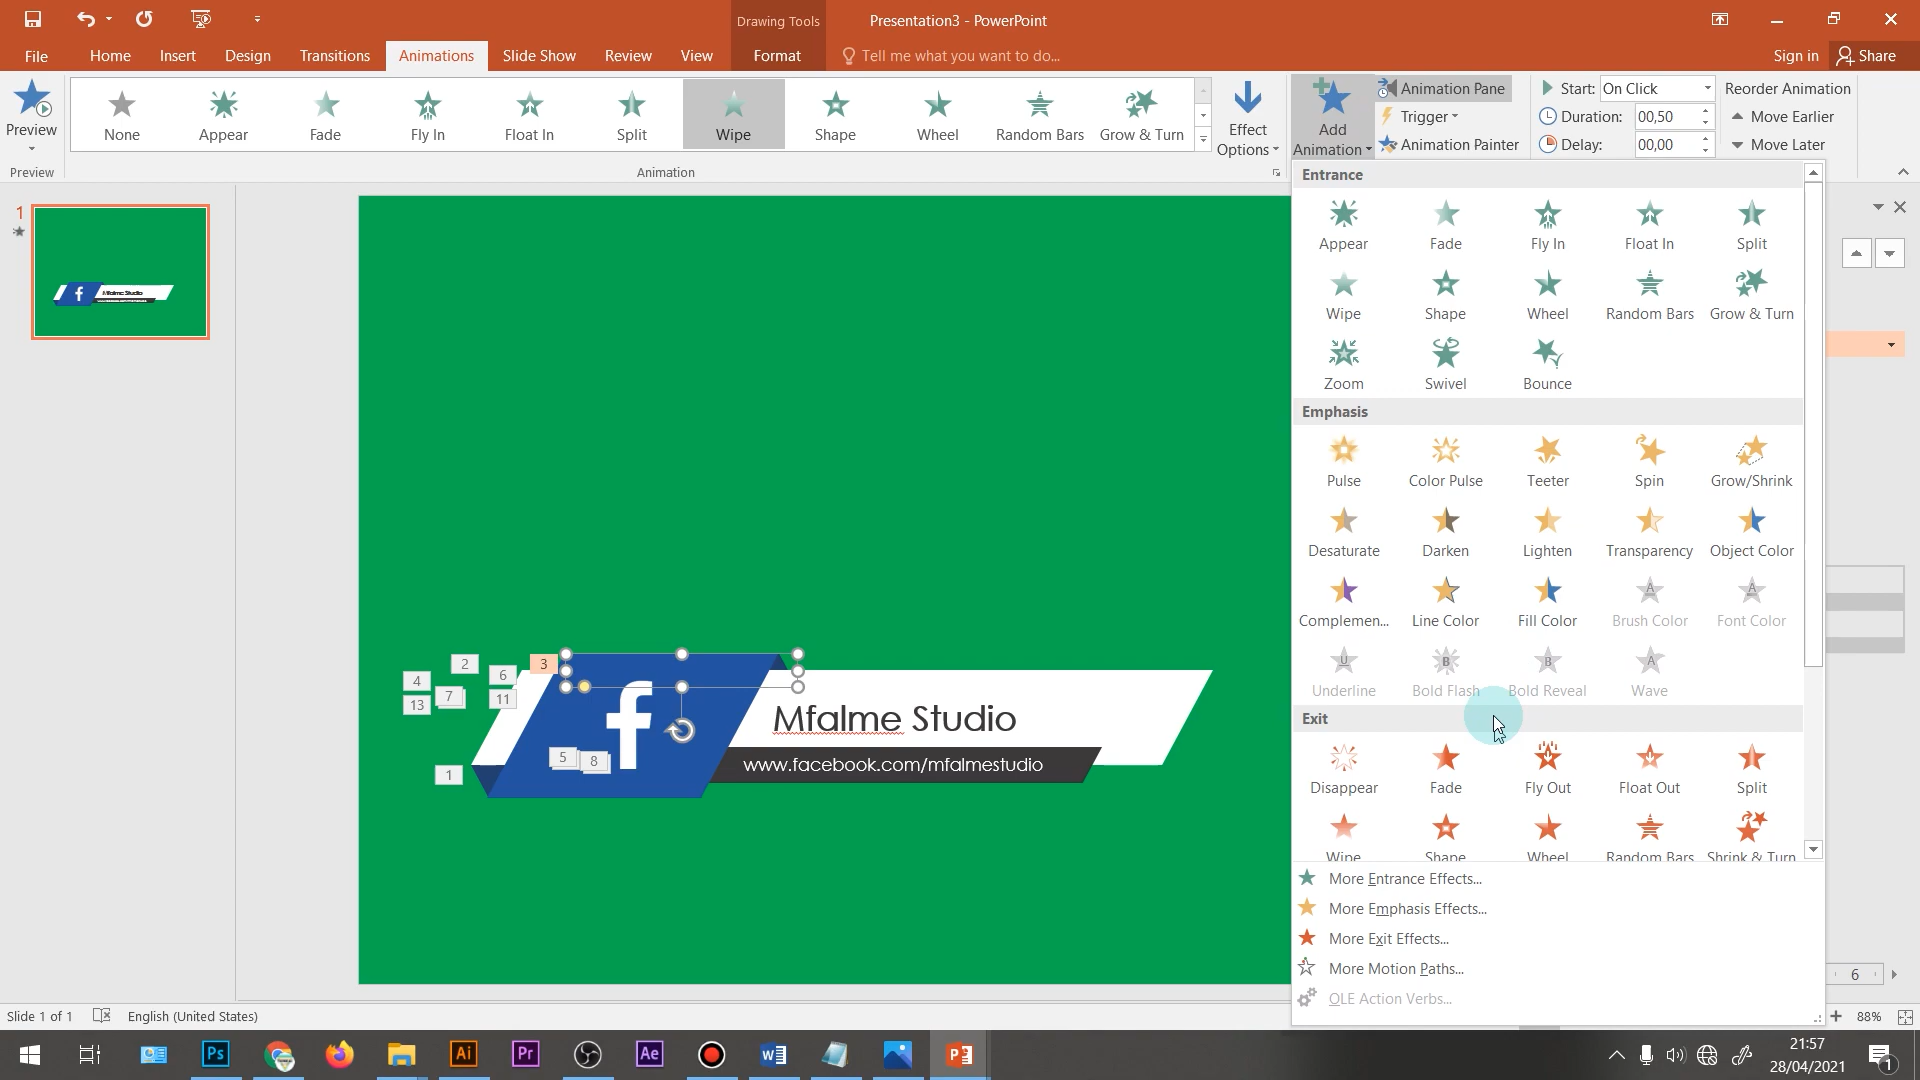 Drawing Tools
Presentation3 - PowerPoint
File
Home
Insert
Design
Transitions
Animations
Slide Show
Review
View
Format
Tell me what you want to do...
Sign in
Share
Preview
None
Appear
Fade
Fly In
Float In
Split
Wipe
Shape
Wheel
Random Bars
Grow & Turn
Effect
Options
Add
Animation
Animation Pane
Trigger
Animation Painter
Start: On Click
Duration: 00,50
Delay: 00,00
Reorder Animation
Move Earlier
Move Later
Preview
Animation
1
Mfalme Studio
Entrance
Appear
Fade
Fly In
Float In
Split
Wipe
Shape
Wheel
Random Bars
Grow & Turn
Zoom
Swivel
Bounce
Emphasis
Pulse
Color Pulse
Teeter
Spin
Grow/Shrink
Desaturate
Darken
Lighten
Transparency
Object Color
Complemen...
Line Color
Fill Color
Brush Color
Font Color
Underline
Bold Flash
Bold Reveal
Wave
Exit
Disappear
Fade
Fly Out
Float Out
Split
Wipe
Shape
Wheel
Random Bars
Shrink & Turn
More Entrance Effects...
More Emphasis Effects...
More Exit Effects...
More Motion Paths...
OLE Action Verbs...
2
3
4
6
7
11
13
5
8
1
f
Mfalme Studio
www.facebook.com/mfalmestudio
6
Slide 1 of 1
English (United States)
88%
Ps
Ai
Pr
Ae
21:57
28/04/2021
1